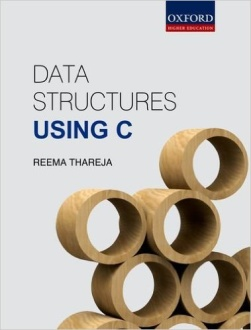 OXFORD
HIGHER EDUCATION
DATA
STRUCTURES
USING C
REEMA THAREJA